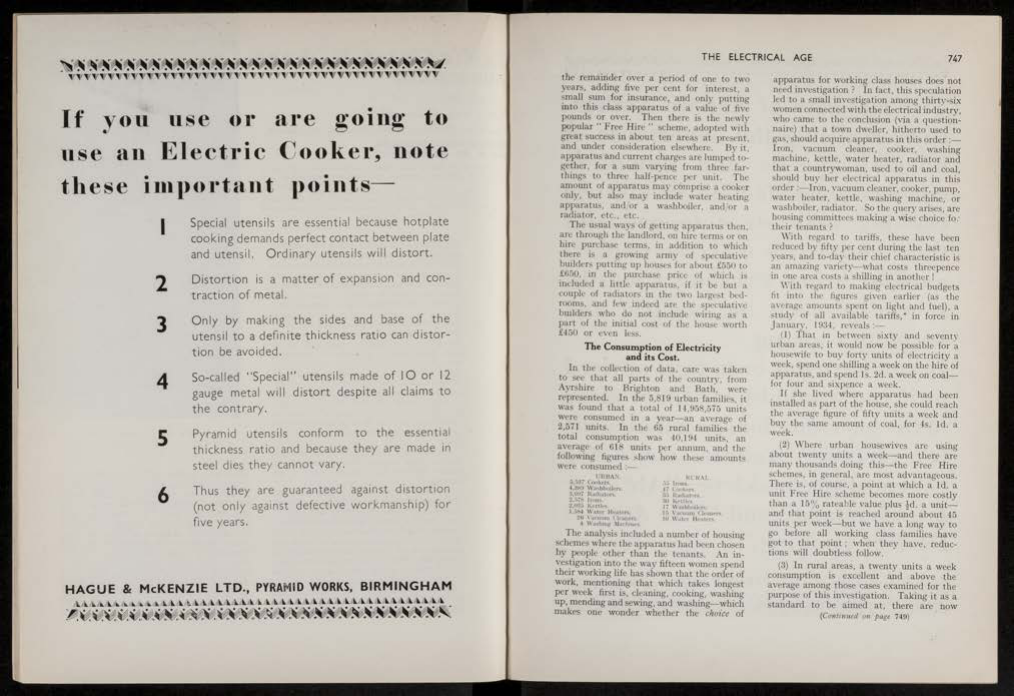 If you use or are going to
use an Electric Cooker, note
these important points—
1
Special utensils are essential because hotplate
cooking demands perfect contact between plate
and utensil. Ordinary utensils will distort.
2
Distortion is a matter of expansion and con-
traction of metal.
3
Only by making the sides and base of the
utensil to a definite thickness ratio can distor-
tion be avoided.
4
So-called "Special" utensils made of 10 or 12
gauge metal will distort despite all claims to
the contrary.
5
Pyramid utensils conform to the essential
thickness ratio and because they are made in
steel dies they cannot vary.
6
Thus they are guaranteed against distortion
(not only against defective workmanship) for
five years.
HAGUE & McKENZIE LTD., PYRAMID WORKS, BIRMINGHAM
THE ELECTRICAL AGE 747
the remainder over a period of one to two
years, adding five per cent for interest, a
small sum for insurance, and only putting
into this class apparatus of a value of five
pounds or over. Then there is the newly
popular "Free Hire" scheme, adopted with
great success in about ten areas at present,
and under consideration elsewhere. By it,
apparatus and current charges are lumped to-
gether, for a sum varying from three far-
things to three half-pence per unit. The
amount of apparatus may comprise a cooker
only, but also may include water heating
apparatus, and/or a washboiler, and/or a
radiator, etc., etc.
The usual ways of getting apparatus then,
are through the landlord, on hire terms or on
hire purchase terms, in addition to which
there is a growing army of speculative
builders putting up houses for about £550 to
£650, in the purchase price of which is
included a little apparatus, if it be but a
couple of radiators in the two largest bed-
rooms, and few indeed are the speculative
builders who do not include wiring as a
part of the initial cost of the house worth
£450 or even less.
The Consumption of Electricity
and its Cost.
In the collection of data, care was taken
to see that all parts of the country, from
Ayrshire to Brighton and Bath, were
represented. In the 5,819 urban families, it
was found that a total of 14,958,575 units
were consumed in a year—an average of
2,571 units. In the 65 rural families the
total consumption was 40,194 units, an
average of 618 units per annum, and the
following figures show how these amounts
were consumed :—
URBAN.
Cookers.
Washboilers.
Radiators.
Irons.
Kettles.
Water Heaters.
Vacuum Cleaners.
Washing Machines.
RURAL.
Irons.
Cookers.
Radiators.
Kettles.
Washboilers.
Vacuum Cleaners.
Water Heaters.
The analysis included a number of housing
schemes where the apparatus had been chosen
by people other than the tenants. An in-
vestigation into the way fifteen women spend
their working life has shown that the order of
work, mentioning that which takes longest
per week first is, cleaning, cooking, washing
up, mending and sewing, and washing—which
makes one wonder whether the choice of
apparatus for working class houses does not
need investigation ? In fact, this speculation
led to a small investigation among thirty-six
women connected with the electrical industry,
who came to the conclusion (via a question-
naire) that a town dweller, hitherto used to
gas, should acquire apparatus in this order :—
Iron, vacuum cleaner, cooker, washing
machine, kettle, water heater, radiator and
that a countrywoman, used to oil and coal,
should buy her electrical apparatus in this
order :—Iron, vacuum cleaner, cooker, pump,
water heater, kettle, washing machine, or
washboiler, radiator. So the query arises, are
housing committees making a wise choice for
their tenants ?
With regard to tariffs, these have been
reduced by fifty per cent during the last ten
years, and to-day their chief characteristic is
an amazing variety—what costs threepence
in one area costs a shilling in another !
With regard to making electrical budgets
fit into the figures given earlier (as the
average amounts spent on light and fuel), a
study of all available tariffs,* in force in
January, 1934, reveals :—
(1) That in between sixty and seventy
urban areas, it would now be possible for a
housewife to buy forty units of electricity a
week, spend one shilling a week on the hire of
apparatus, and spend 1s. 2d. a week on coal—
for four and sixpence a week.
If she lived where apparatus had been
installed as part of the house, she could reach
the average figure of fifty units a week and
buy the same amount of coal, for 4s. 1d. a
week.
(2) Where urban housewives are using
about twenty units a week—and there are
many thousands doing this—the Free Hire
schemes, in general, are most advantageous.
There is, of course, a point at which a 1d. a
unit Free Hire scheme becomes more costly
than a 15% rateable value plus ½d. a unit—
and that point is reached around about 45
units per week—but we have a long way to
go before all working class families have
got to that point ; when they have, reduc-
tions will doubtless follow.
(3) In rural areas, a twenty units a week
consumption is excellent and above the
average among those cases examined for the
purpose of this investigation. Taking it as a
standard to be aimed at, there are now
(Continued on page 749)